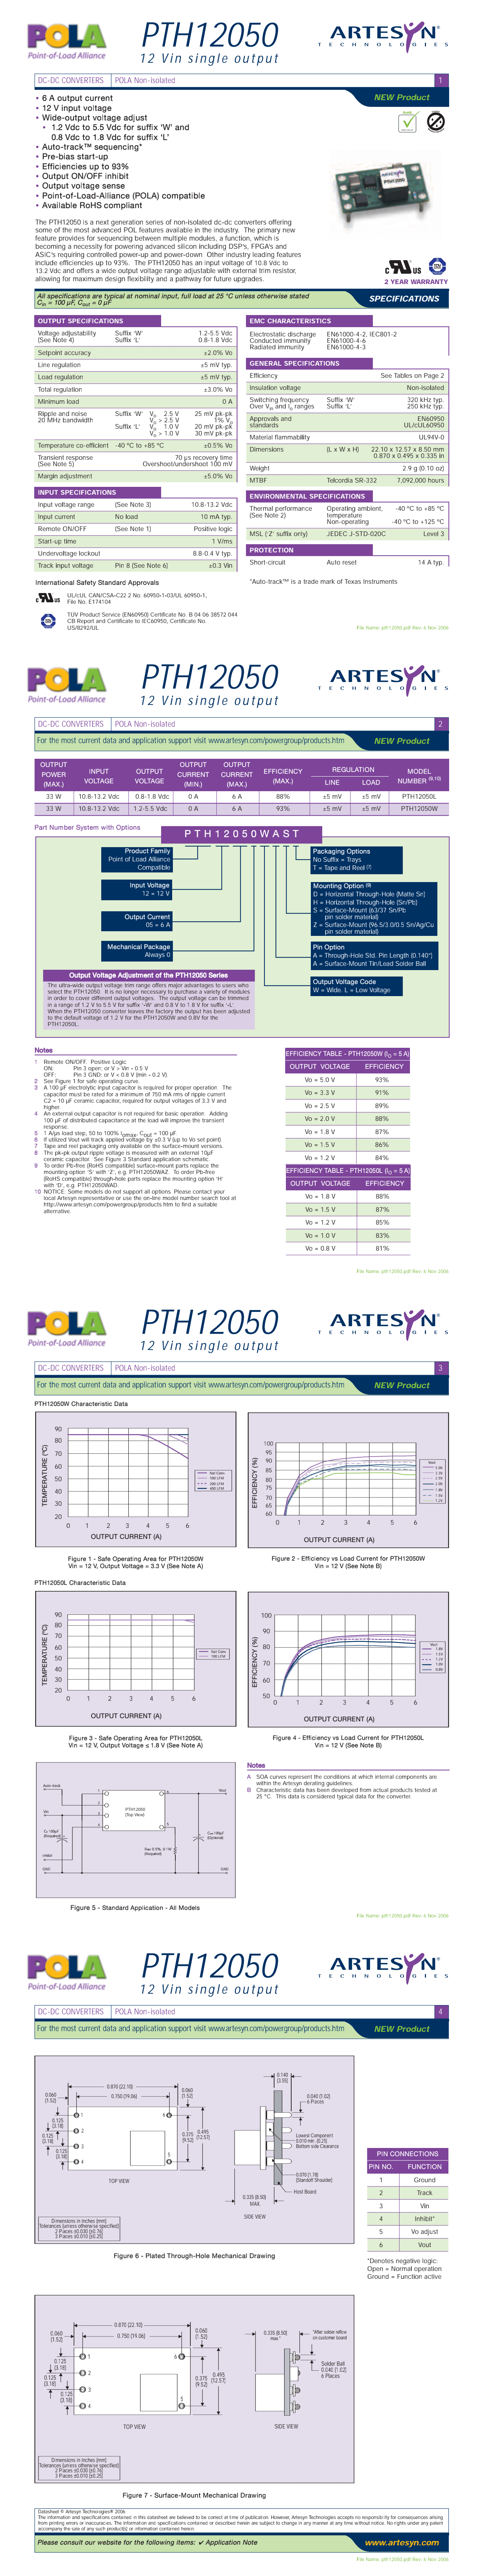 POLA
Point-of-Load Alliance
PTH12050
12 Vin single output
ARTESYN
TECHNOLOGIES
DC-DC CONVERTERS
POLA Non-isolated
1
NEW Product
• 6 A output current
• 12 V input voltage
• Wide-output voltage adjust
• 1.2 Vdc to 5.5 Vdc for suffix 'W' and
0.8 Vdc to 1.8 Vdc for suffix 'L'
• Auto-track™ sequencing*
• Pre-bias start-up
• Efficiencies up to 93%
• Output ON/OFF inhibit
• Output voltage sense
• Point-of-Load-Alliance (POLA) compatible
• Available RoHS compliant
The PTH12050 is a next generation series of non-isolated dc-dc converters offering
some of the most advanced POL features available in the industry. The primary new
feature provides for sequencing between multiple modules, a function, which is
becoming a necessity for powering advanced silicon including DSP's, FPGA's and
ASIC's requiring controlled power-up and power-down. Other industry leading features
include efficiencies up to 93%. The PTH12050 has an input voltage of 10.8 Vdc to
13.2 Vdc and offers a wide output voltage range adjustable with external trim resistor,
allowing for maximum design flexibility and a pathway for future upgrades.
2 YEAR WARRANTY
All specifications are typical at nominal input, full load at 25 °C unless otherwise stated
Cin = 100 µF, Cout = 0 µF
SPECIFICATIONS
OUTPUT SPECIFICATIONS
Voltage adjustability Suffix 'W' 1.2-5.5 Vdc
(See Note 4) Suffix 'L' 0.8-1.8 Vdc
Setpoint accuracy ±2.0% Vo
Line regulation ±5 mV typ.
Load regulation ±5 mV typ.
Total regulation ±3.0% Vo
Minimum load 0 A
Ripple and noise Suffix 'W' Vo 2.5 V 25 mV pk-pk
20 MHz bandwidth Vo > 2.5 V 1% Vo
Suffix 'L' Vo 1.0 V 20 mV pk-pk
Vo > 1.0 V 30 mV pk-pk
Temperature co-efficient -40 °C to +85 °C ±0.5% Vo
Transient response 70 µs recovery time
(See Note 5) Overshoot/undershoot 100 mV
Margin adjustment ±5.0% Vo
INPUT SPECIFICATIONS
Input voltage range (See Note 3) 10.8-13.2 Vdc
Input current No load 10 mA typ.
Remote ON/OFF (See Note 1) Positive logic
Start-up time 1 V/ms
Undervoltage lockout 8.8-0.4 V typ.
Track input voltage Pin 8 (See Note 6) ±0.3 Vin
EMC CHARACTERISTICS
Electrostatic discharge EN61000-4-2, IEC801-2
Conducted immunity EN61000-4-6
Radiated immunity EN61000-4-3
GENERAL SPECIFICATIONS
Efficiency See Tables on Page 2
Insulation voltage Non-isolated
Switching frequency Suffix 'W' 320 kHz typ.
Over Vin and Io ranges Suffix 'L' 250 kHz typ.
Approvals and EN60950
standards UL/cUL60950
Material flammability UL94V-0
Dimensions (L x W x H) 22.10 x 12.57 x 8.50 mm
0.870 x 0.495 x 0.335 in
Weight 2.9 g (0.10 oz)
MTBF Telcordia SR-332 7,092,000 hours
ENVIRONMENTAL SPECIFICATIONS
Thermal performance Operating ambient, -40 °C to +85 °C
(See Note 2) temperature
Non-operating -40 °C to +125 °C
MSL ('Z' suffix only) JEDEC J-STD-020C Level 3
PROTECTION
Short-circuit Auto reset 14 A typ.
*Auto-track™ is a trade mark of Texas Instruments
International Safety Standard Approvals
UL/cUL CAN/CSA-C22.2 No. 60950-1-03/UL 60950-1,
File No. E174104
TÜV Product Service (EN60950) Certificate No. B 04 06 38572 044
CB Report and Certificate to IEC60950, Certificate No.
US/8292/UL
File Name: pth12050.pdf Rev: 6 Nov 2006
POLA
Point-of-Load Alliance
PTH12050
12 Vin single output
ARTESYN
TECHNOLOGIES
DC-DC CONVERTERS
POLA Non-isolated
2
For the most current data and application support visit www.artesyn.com/powergroup/products.htm
NEW Product
OUTPUT POWER (MAX.) INPUT VOLTAGE OUTPUT VOLTAGE OUTPUT CURRENT (MIN.) OUTPUT CURRENT (MAX.) EFFICIENCY (MAX.) REGULATION LINE LOAD MODEL NUMBER (9,10)
33 W 10.8-13.2 Vdc 0.8-1.8 Vdc 0 A 6 A 88% ±5 mV ±5 mV PTH12050L
33 W 10.8-13.2 Vdc 1.2-5.5 Vdc 0 A 6 A 93% ±5 mV ±5 mV PTH12050W
Part Number System with Options
PTH12050WAST
Product Family
Point of Load Alliance
Compatible
Input Voltage
12 = 12 V
Output Current
05 = 6 A
Mechanical Package
Always 0
Packaging Options
No Suffix = Trays
T = Tape and Reel (7)
Mounting Option (9)
D = Horizontal Through-Hole (Matte Sn)
H = Horizontal Through-Hole (Sn/Pb)
S = Surface-Mount (63/37 Sn/Pb
pin solder material)
Z = Surface-Mount (96.5/3.0/0.5 Sn/Ag/Cu
pin solder material)
Pin Option
A = Through-Hole Std. Pin Length (0.140")
A = Surface-Mount Tin/Lead Solder Ball
Output Voltage Code
W = Wide, L = Low Voltage
Output Voltage Adjustment of the PTH12050 Series
The ultra-wide output voltage trim range offers major advantages to users who
select the PTH12050. It is no longer necessary to purchase a variety of modules
in order to cover different output voltages. The output voltage can be trimmed
in a range of 1.2 V to 5.5 V for suffix '-W' and 0.8 V to 1.8 V for suffix '-L'.
When the PTH12050 converter leaves the factory the output has been adjusted
to the default voltage of 1.2 V for the PTH12050W and 0.8V for the
PTH12050L.
Notes
1 Remote ON/OFF. Positive Logic
ON: Pin 3 open; or V > Vin - 0.5 V
OFF: Pin 3 GND; or V < 0.8 V (min - 0.2 V).
2 See Figure 1 for safe operating curve.
3 A 100 µF electrolytic input capacitor is required for proper operation. The
capacitor must be rated for a minimum of 750 mA rms of ripple current
C2 = 10 µF ceramic capacitor, required for output voltages of 3.3 V and
higher.
4 An external output capacitor is not required for basic operation. Adding
100 µF of distributed capacitance at the load will improve the transient
response.
5 1 A/µs load step, 50 to 100% Iomax, Cout = 100 µF
6 If utilized Vout will track applied voltage by ±0.3 V (up to Vo set point).
7 Tape and reel packaging only available on the surface-mount versions.
8 The pk-pk output ripple voltage is measured with an external 10µF
ceramic capacitor. See Figure 3 Standard Application schematic.
9 To order Pb-free (RoHS compatible) surface-mount parts replace the
mounting option 'S' with 'Z', e.g. PTH12050WAZ. To order Pb-free
(RoHS compatible) through-hole parts replace the mounting option 'H'
with 'D', e.g. PTH12050WAD.
10 NOTICE: Some models do not support all options. Please contact your
local Artesyn representative or use the on-line model number search tool at
http://www.artesyn.com/powergroup/products.htm to find a suitable
alternative.
EFFICIENCY TABLE - PTH12050W (IO = 5 A)
OUTPUT VOLTAGE EFFICIENCY
Vo = 5.0 V 93%
Vo = 3.3 V 91%
Vo = 2.5 V 89%
Vo = 2.0 V 88%
Vo = 1.8 V 87%
Vo = 1.5 V 86%
Vo = 1.2 V 84%
EFFICIENCY TABLE - PTH12050L (IO = 5 A)
OUTPUT VOLTAGE EFFICIENCY
Vo = 1.8 V 88%
Vo = 1.5 V 87%
Vo = 1.2 V 85%
Vo = 1.0 V 83%
Vo = 0.8 V 81%
File Name: pth12050.pdf Rev: 6 Nov 2006
POLA
Point-of-Load Alliance
PTH12050
12 Vin single output
ARTESYN
TECHNOLOGIES
DC-DC CONVERTERS
POLA Non-isolated
3
For the most current data and application support visit www.artesyn.com/powergroup/products.htm
NEW Product
PTH12050W Characteristic Data
TEMPERATURE (ºC)
90
80
70
60
50
40
30
20
0 1 2 3 4 5 6
OUTPUT CURRENT (A)
Nat Conv.
100 LFM
200 LFM
400 LFM
Figure 1 - Safe Operating Area for PTH12050W
Vin = 12 V, Output Voltage = 3.3 V (See Note A)
EFFICIENCY (%)
100
95
90
85
80
75
70
65
60
0 1 2 3 4 5 6
OUTPUT CURRENT (A)
Vout
5.0V
3.3V
2.5V
2.0V
1.8V
1.5V
1.2V
Figure 2 - Efficiency vs Load Current for PTH12050W
Vin = 12 V (See Note B)
PTH12050L Characteristic Data
TEMPERATURE (ºC)
90
80
70
60
50
40
30
20
0 1 2 3 4 5 6
OUTPUT CURRENT (A)
Nat Conv.
100 LFM
Figure 3 - Safe Operating Area for PTH12050L
Vin = 12 V, Output Voltage ≤ 1.8 V (See Note A)
EFFICIENCY (%)
100
90
80
70
60
50
0 1 2 3 4 5 6
OUTPUT CURRENT (A)
Vout
1.8V
1.5V
1.2V
1.0V
0.8V
Figure 4 - Efficiency vs Load Current for PTH12050L
Vin = 12 V (See Note B)
Auto-track
Vin
PTH12050
(Top View)
Vout
Inhibit
GND
GND
Figure 5 - Standard Application - All Models
Notes
A SOA curves represent the conditions at which internal components are
within the Artesyn derating guidelines.
B Characteristic data has been developed from actual products tested at
25 °C. This data is considered typical data for the converter.
File Name: pth12050.pdf Rev: 6 Nov 2006
POLA
Point-of-Load Alliance
PTH12050
12 Vin single output
ARTESYN
TECHNOLOGIES
DC-DC CONVERTERS
POLA Non-isolated
4
For the most current data and application support visit www.artesyn.com/powergroup/products.htm
NEW Product
0.870 (22.10)
0.750 (19.06)
0.060
(1.52)
0.060
(1.52)
0.125
(3.18)
0.125
(3.18)
0.125
(3.18)
0.375
(9.52)
0.495
(12.57)
1
2
3
4
5
6
TOP VIEW
0.140
(3.55)
0.040 (1.02)
6 Places
Lowest Component
0.010 min. (0.25)
Bottom side Clearance
0.070 (1.78)
(Standoff Shoulder)
Host Board
0.335 (8.50)
MAX.
SIDE VIEW
Dimensions in Inches (mm)
Tolerances (unless otherwise specified)
2 Places ±0.030 (±0.76)
3 Places ±0.010 (±0.25)
Figure 6 - Plated Through-Hole Mechanical Drawing
PIN CONNECTIONS
PIN NO. FUNCTION
1 Ground
2 Track
3 Vin
4 Inhibit*
5 Vo adjust
6 Vout
*Denotes negative logic:
Open = Normal operation
Ground = Function active
0.870 (22.10)
0.750 (19.06)
0.060
(1.52)
0.060
(1.52)
0.125
(3.18)
0.125
(3.18)
0.125
(3.18)
0.375
(9.52)
0.495
(12.57)
1
2
3
4
5
6
TOP VIEW
0.335 (8.50)
max.*
*After solder reflow
on customer board
Solder Ball
0.040 (1.02)
6 Places
SIDE VIEW
Dimensions in Inches (mm)
Tolerances (unless otherwise specified)
2 Places ±0.030 (±0.76)
3 Places ±0.010 (±0.25)
Figure 7 - Surface-Mount Mechanical Drawing
Datasheet © Artesyn Technologies® 2006
The information and specifications contained in this datasheet are believed to be correct at time of publication. However, Artesyn Technologies accepts no responsibility for consequences arising
from printing errors or inaccuracies. The information and specifications contained or described herein are subject to change in any manner at any time without notice. No rights under any patent
accompany the sale of any such product(s) or information contained herein.
Please consult our website for the following items: ✔ Application Note
www.artesyn.com
File Name: pth12050.pdf Rev: 6 Nov 2006